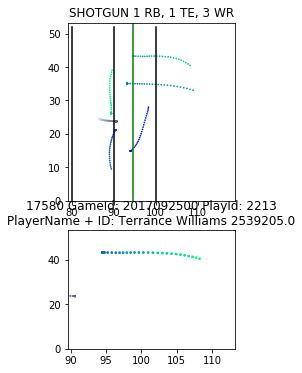 SHOTGUN 1 RB, 1 TE, 3 WR
50
40
30
20
10
0
80 90 100 110
17580 GameId: 2017092500 PlayId: 2213
PlayerName + ID: Terrance Williams 2539205.0
40
20
0
90 95 100 105 110